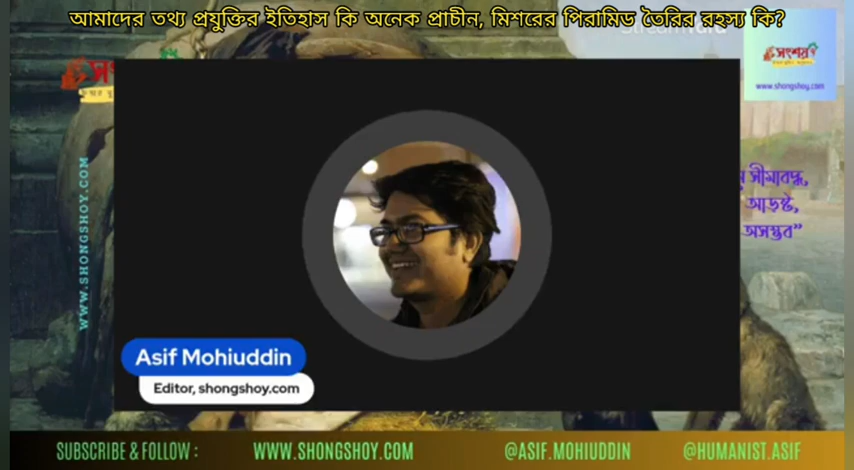 আমাদের তথ্য প্রযুক্তির ইতিহাস কি অনেক প্রাচীন, মিশরের পিরামিড তৈরির রহস্য কি?
সংশয়
www.shongshoy.com
WWW.SHONGSHOY.COM
সীমাবদ্ধ,
আড়ষ্ট,
অসম্ভব”
Asif Mohiuddin
Editor, shongshoy.com
SUBSCRIBE & FOLLOW : WWW.SHONGSHOY.COM @ASIF.MOHIUDDIN @HUMANIST.ASIF